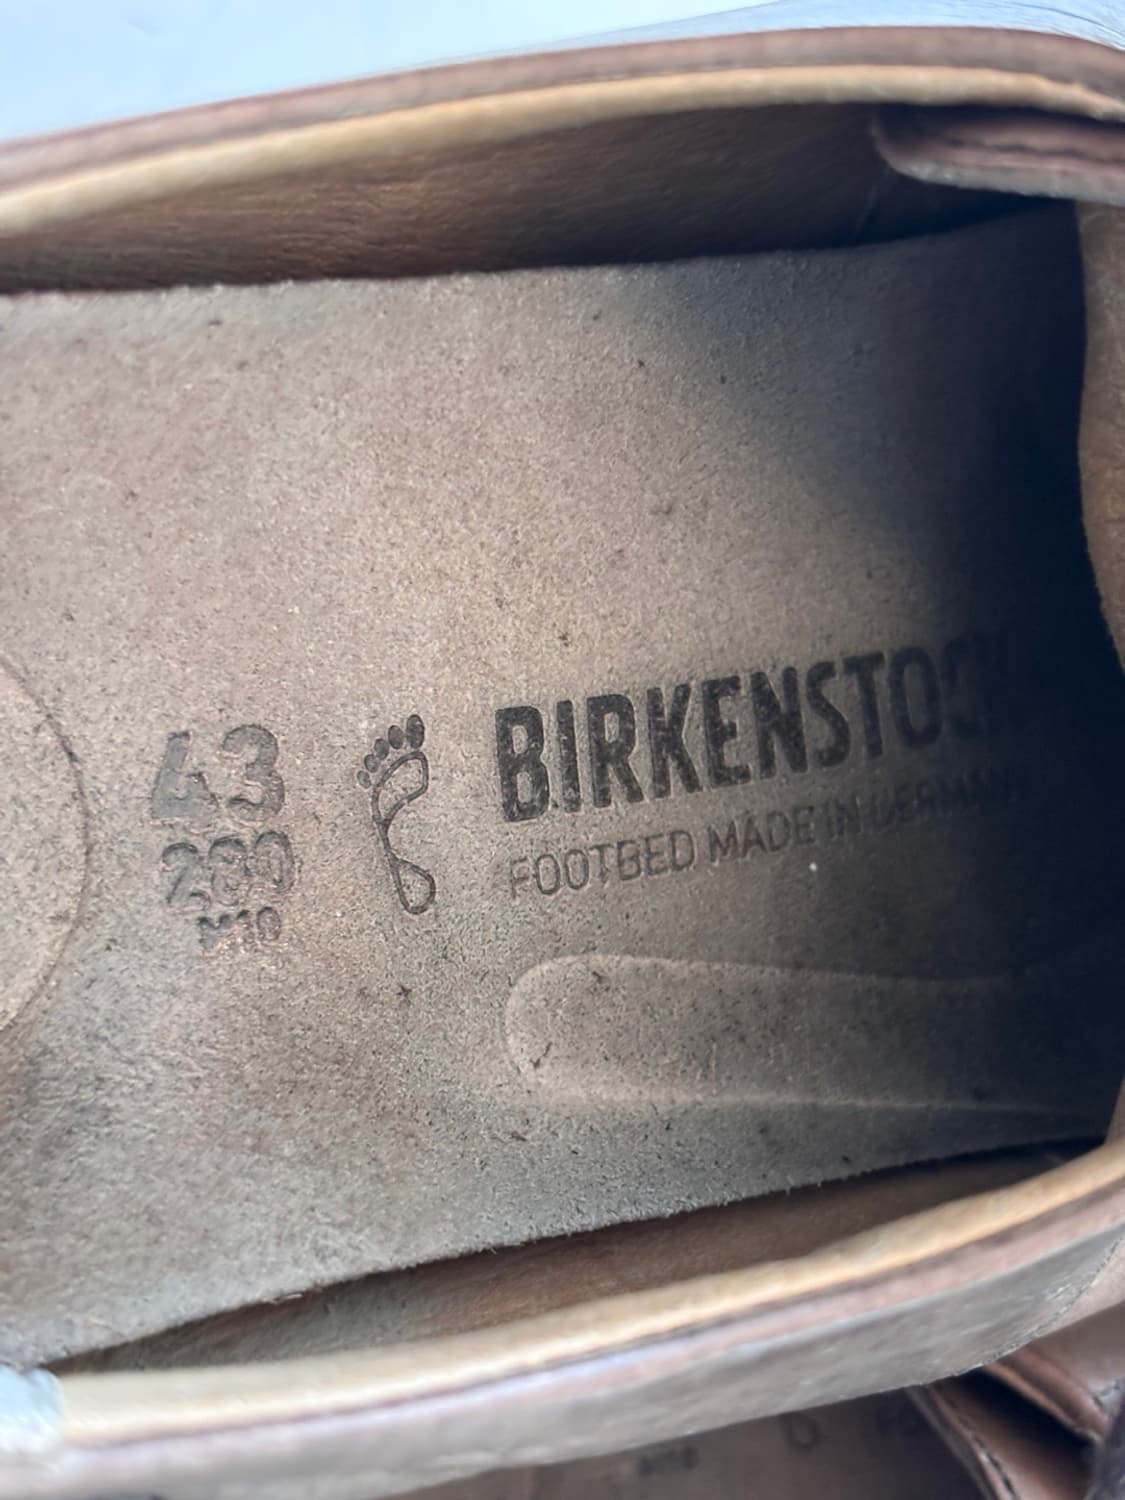 43
280
M10
BIRKENSTOCK
FOOTBED MADE IN GERMANY